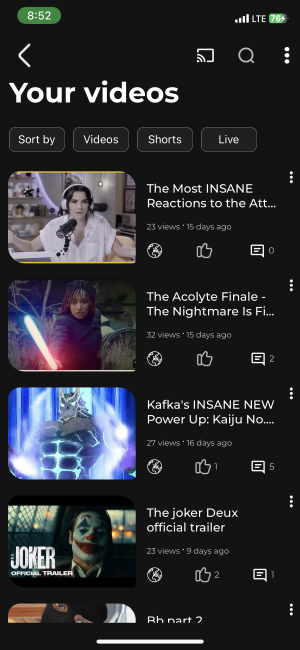 8:52
LTE 76
Your videos
Sort by
Videos
Shorts
Live
The Most INSANE
Reactions to the Att...
23 views · 15 days ago
0
The Acolyte Finale -
The Nightmare Is Fi...
32 views · 15 days ago
2
Kafka's INSANE NEW
Power Up: Kaiju No....
27 views · 16 days ago
1
5
JOKER
OFFICIAL TRAILER
The joker Deux
official trailer
23 views · 9 days ago
2
1
Bh part 2